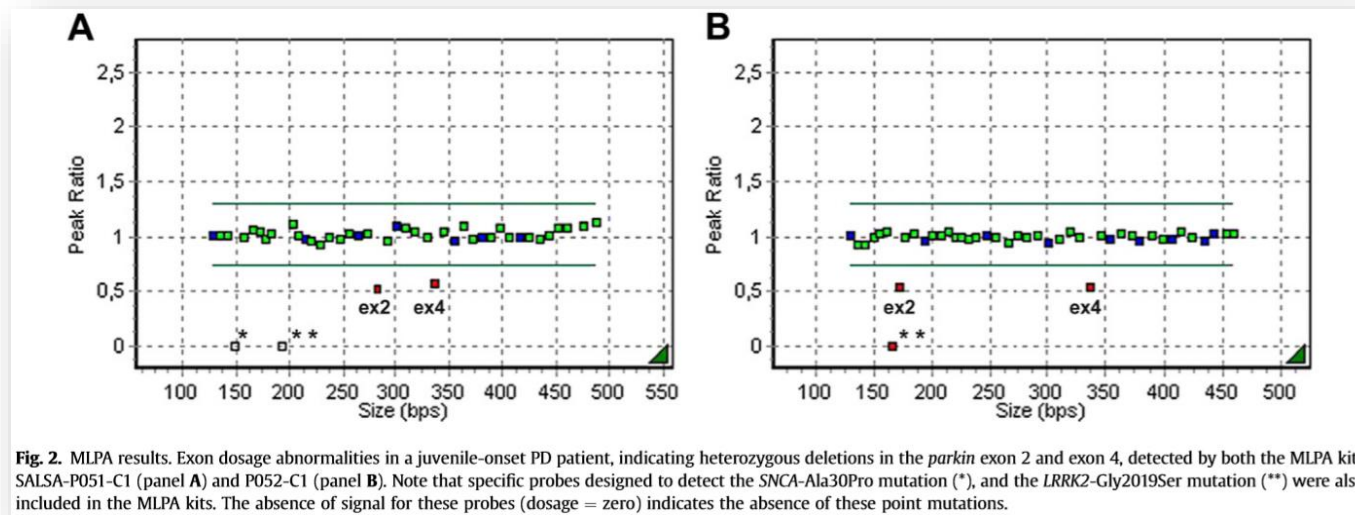 A
B
2,5
2
1,5
1
0,5
0
Peak Ratio
ex2
ex4
*
* *
100 150 200 250 300 350 400 450 500 550
Size (bps)
2,5
2
1,5
1
0,5
0
Peak Ratio
ex2
ex4
* *
100 150 200 250 300 350 400 450 500
Size (bps)
Fig. 2. MLPA results. Exon dosage abnormalities in a juvenile-onset PD patient, indicating heterozygous deletions in the parkin exon 2 and exon 4, detected by both the MLPA kit
SALSA-P051-C1 (panel A) and P052-C1 (panel B). Note that specific probes designed to detect the SNCA-Ala30Pro mutation (*), and the LRRK2-Gly2019Ser mutation (**) were als
included in the MLPA kits. The absence of signal for these probes (dosage = zero) indicates the absence of these point mutations.